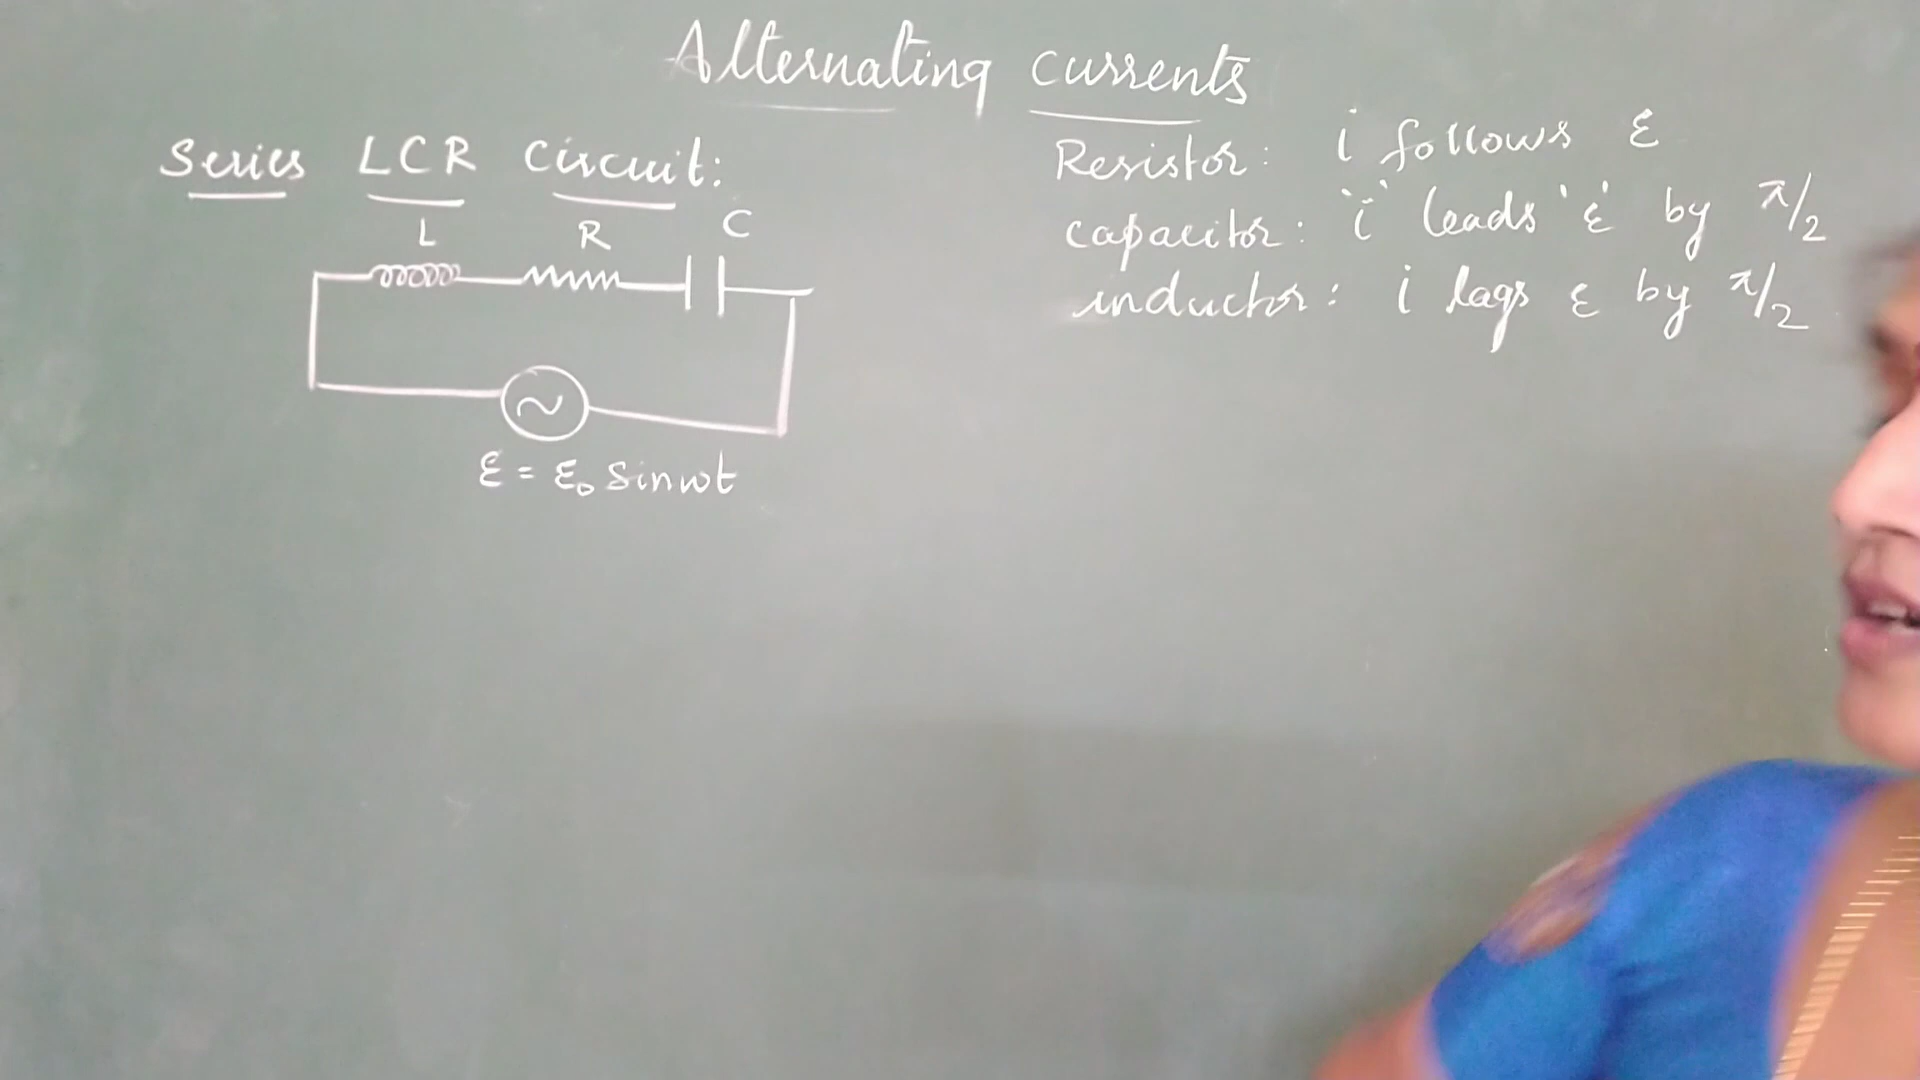 Alternating currents
Series LCR Circuit:
L R C
ε = ε₀ Sinωt
Resistor: i follows ε
capacitor: 'i' leads 'ε' by π/2
inductor: i lags ε by π/2